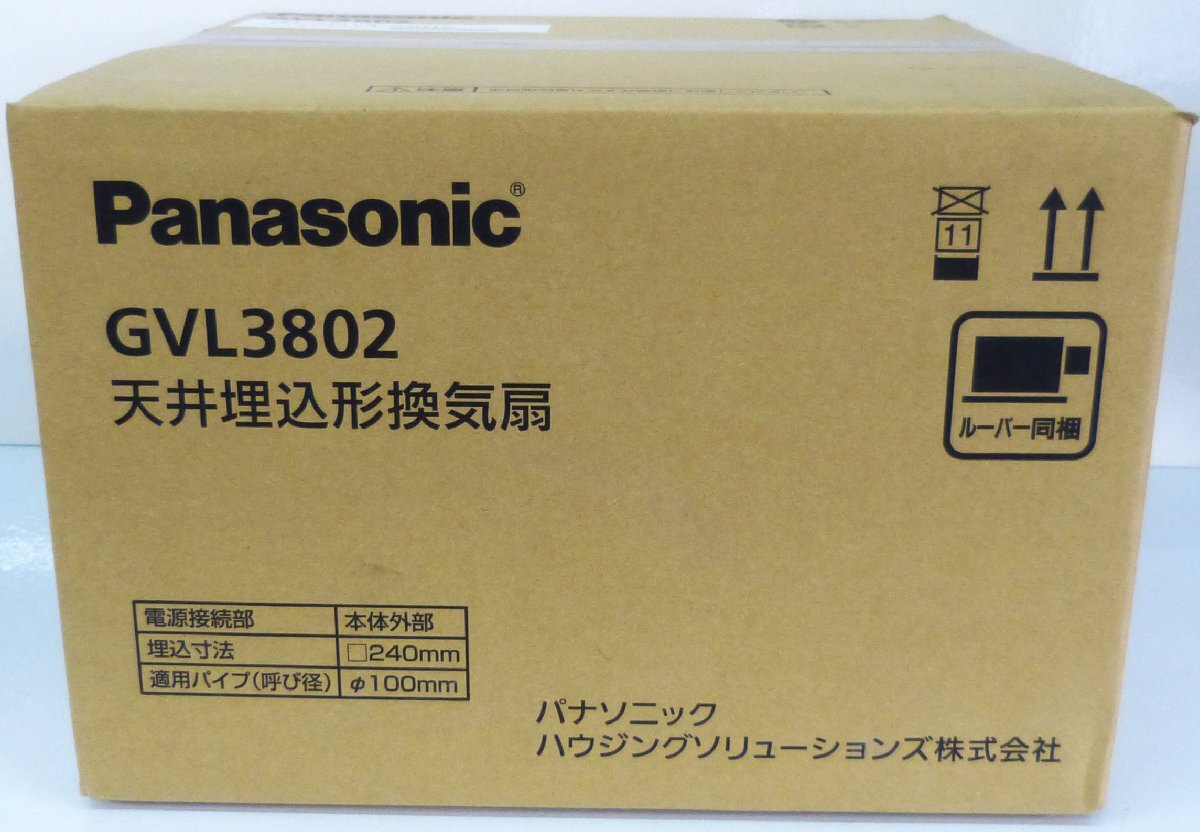 注意
Panasonic®
GVL3802
天井埋込形換気扇
11
ルーバー同梱
電源接続部 本体外部
埋込寸法 □240mm
適用パイプ(呼び径) φ100mm
パナソニック
ハウジングソリューションズ株式会社